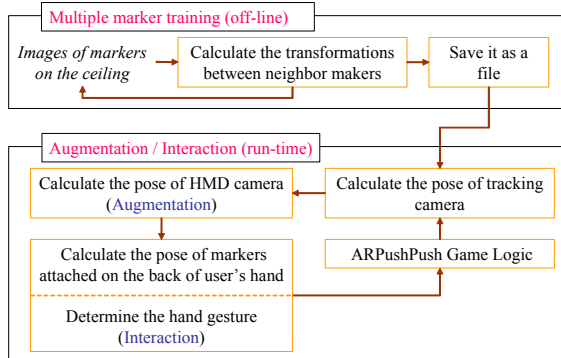 Multiple marker training (off-line)
Images of markers
on the ceiling
Calculate the transformations
between neighbor makers
Save it as a
file
Augmentation / Interaction (run-time)
Calculate the pose of HMD camera
(Augmentation)
Calculate the pose of tracking
camera
Calculate the pose of markers
attached on the back of user's hand
ARPushPush Game Logic
Determine the hand gesture
(Interaction)